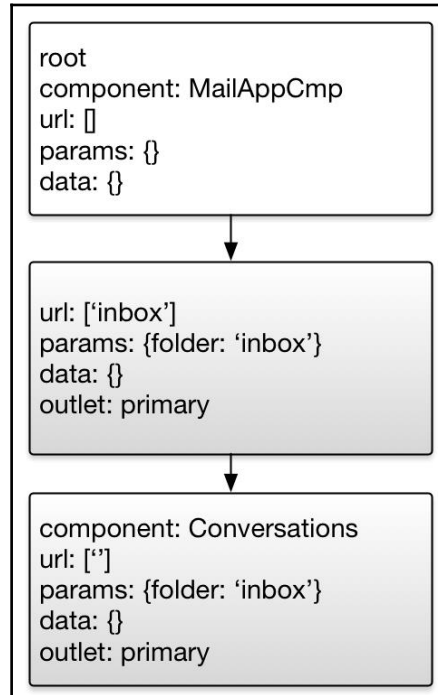 root
component: MailAppCmp
url: []
params: {}
data: {}
url: [‘inbox’]
params: {folder: ‘inbox’}
data: {}
outlet: primary
component: Conversations
url: [‘’]
params: {folder: ‘inbox’}
data: {}
outlet: primary